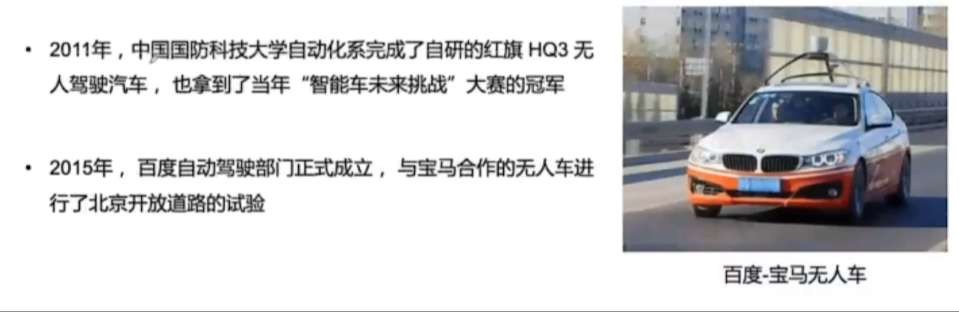 • 2011年，中国国防科技大学自动化系完成了自研的红旗 HQ3 无
人驾驶汽车， 也拿到了当年“智能车未来挑战”大赛的冠军
• 2015年， 百度自动驾驶部门正式成立， 与宝马合作的无人车进
行了北京开放道路的试验
百度-宝马无人车